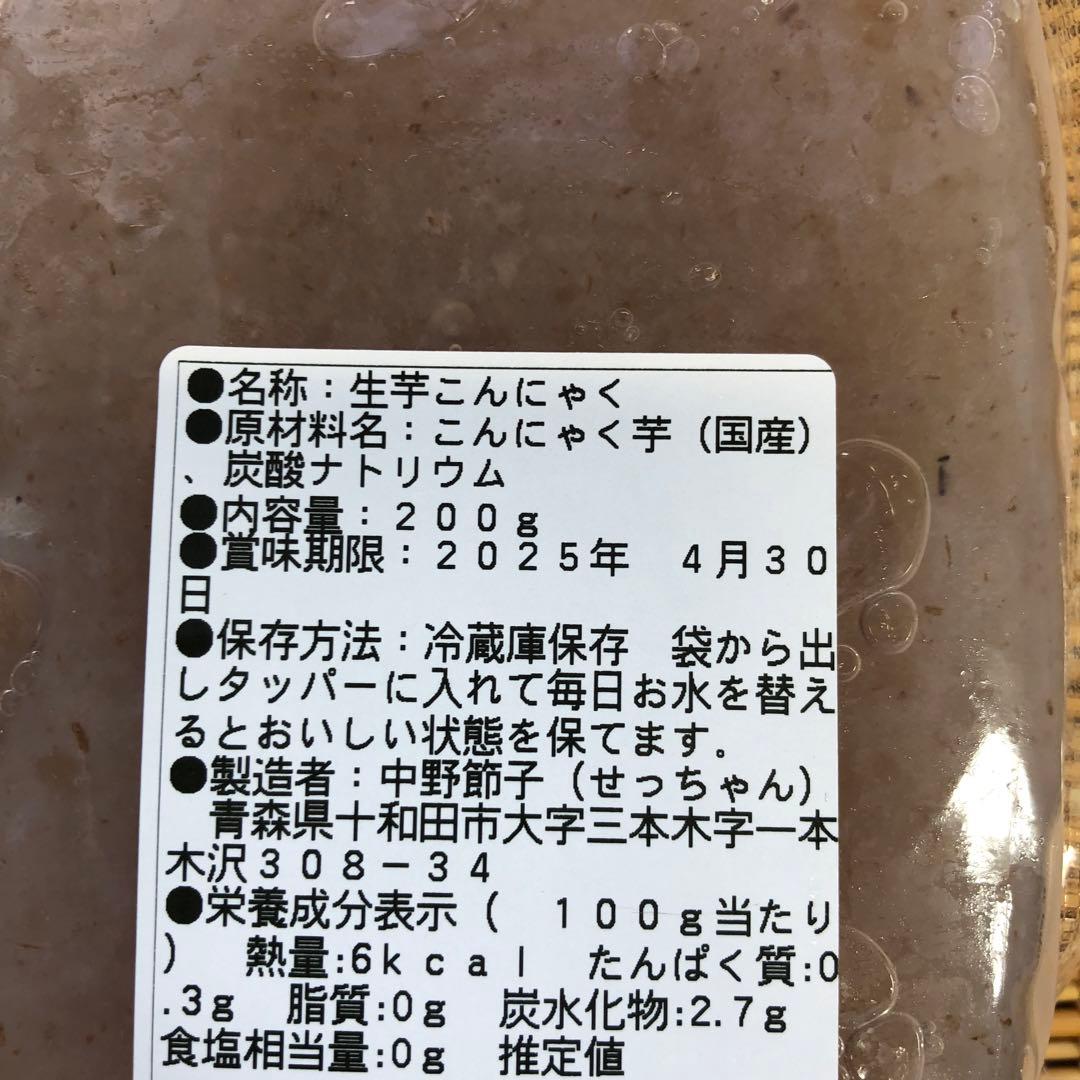 ●名称：生芋こんにゃく
●原材料名：こんにゃく芋（国産）
、炭酸ナトリウム
●内容量：２００ｇ
●賞味期限：２０２５年　４月３０
日
●保存方法：冷蔵庫保存　袋から出
しタッパーに入れて毎日お水を替え
るとおいしい状態を保てます。
●製造者：中野節子（せっちゃん）
　青森県十和田市大字三本木字一本
木沢３０８－３４
●栄養成分表示（　１００ｇ当たり
）　熱量:6ｋｃａｌ　たんぱく質:0
.3ｇ　脂質:0ｇ　炭水化物:2.7ｇ
食塩相当量:0ｇ　推定値